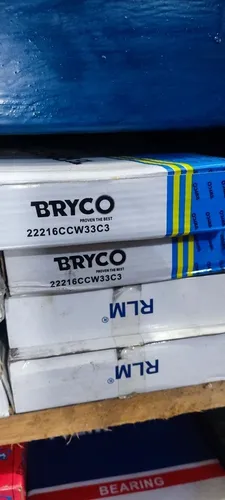 BRYCO
PROVEN THE BEST
22216CCW33C3
BRYCO
PROVEN THE BEST
22216CCW33C3
RLM®
RLM®
BEARING